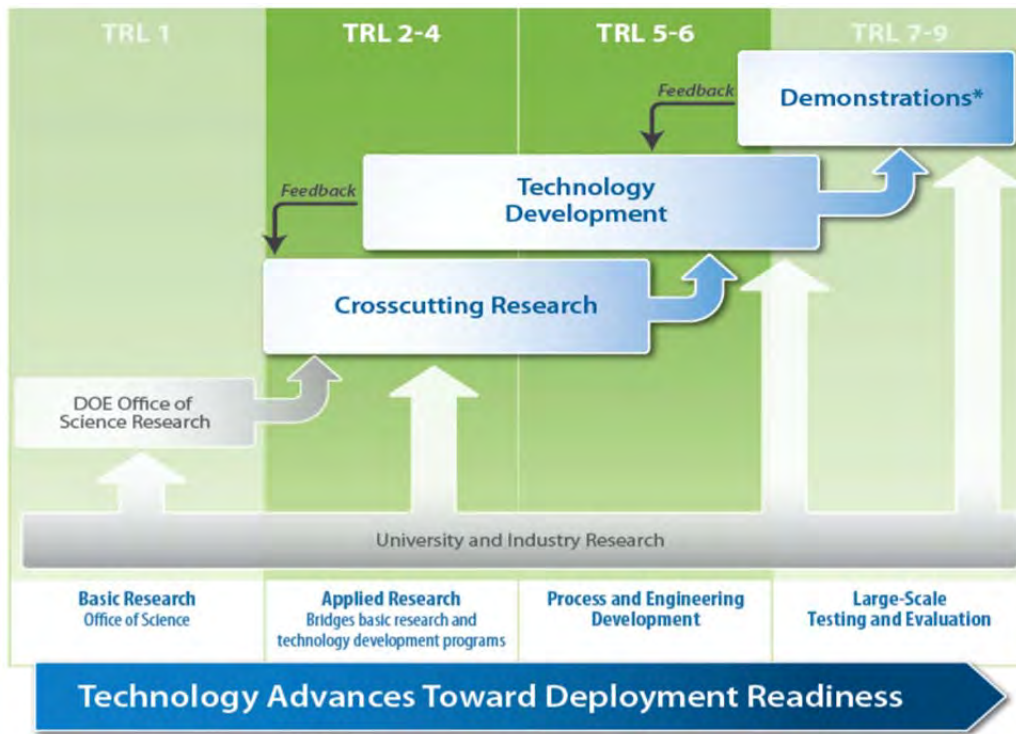 TRL 1
TRL 2-4
TRL 5-6
TRL 7-9
Feedback
Demonstrations*
Feedback
Technology
Development
Crosscutting Research
DOE Office of
Science Research
University and Industry Research
Basic Research
Office of Science
Applied Research
Bridges basic research and
technology development programs
Process and Engineering
Development
Large-Scale
Testing and Evaluation
Technology Advances Toward Deployment Readiness